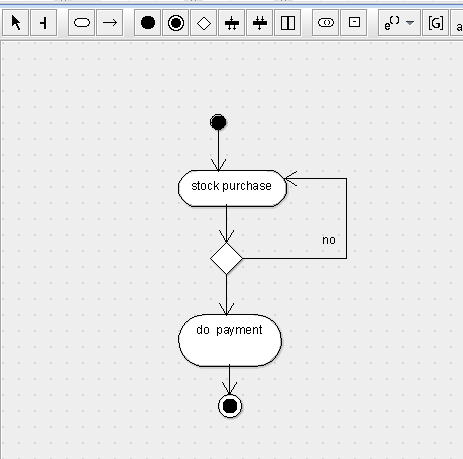 e()
[G]
a
stock purchase
no
do payment